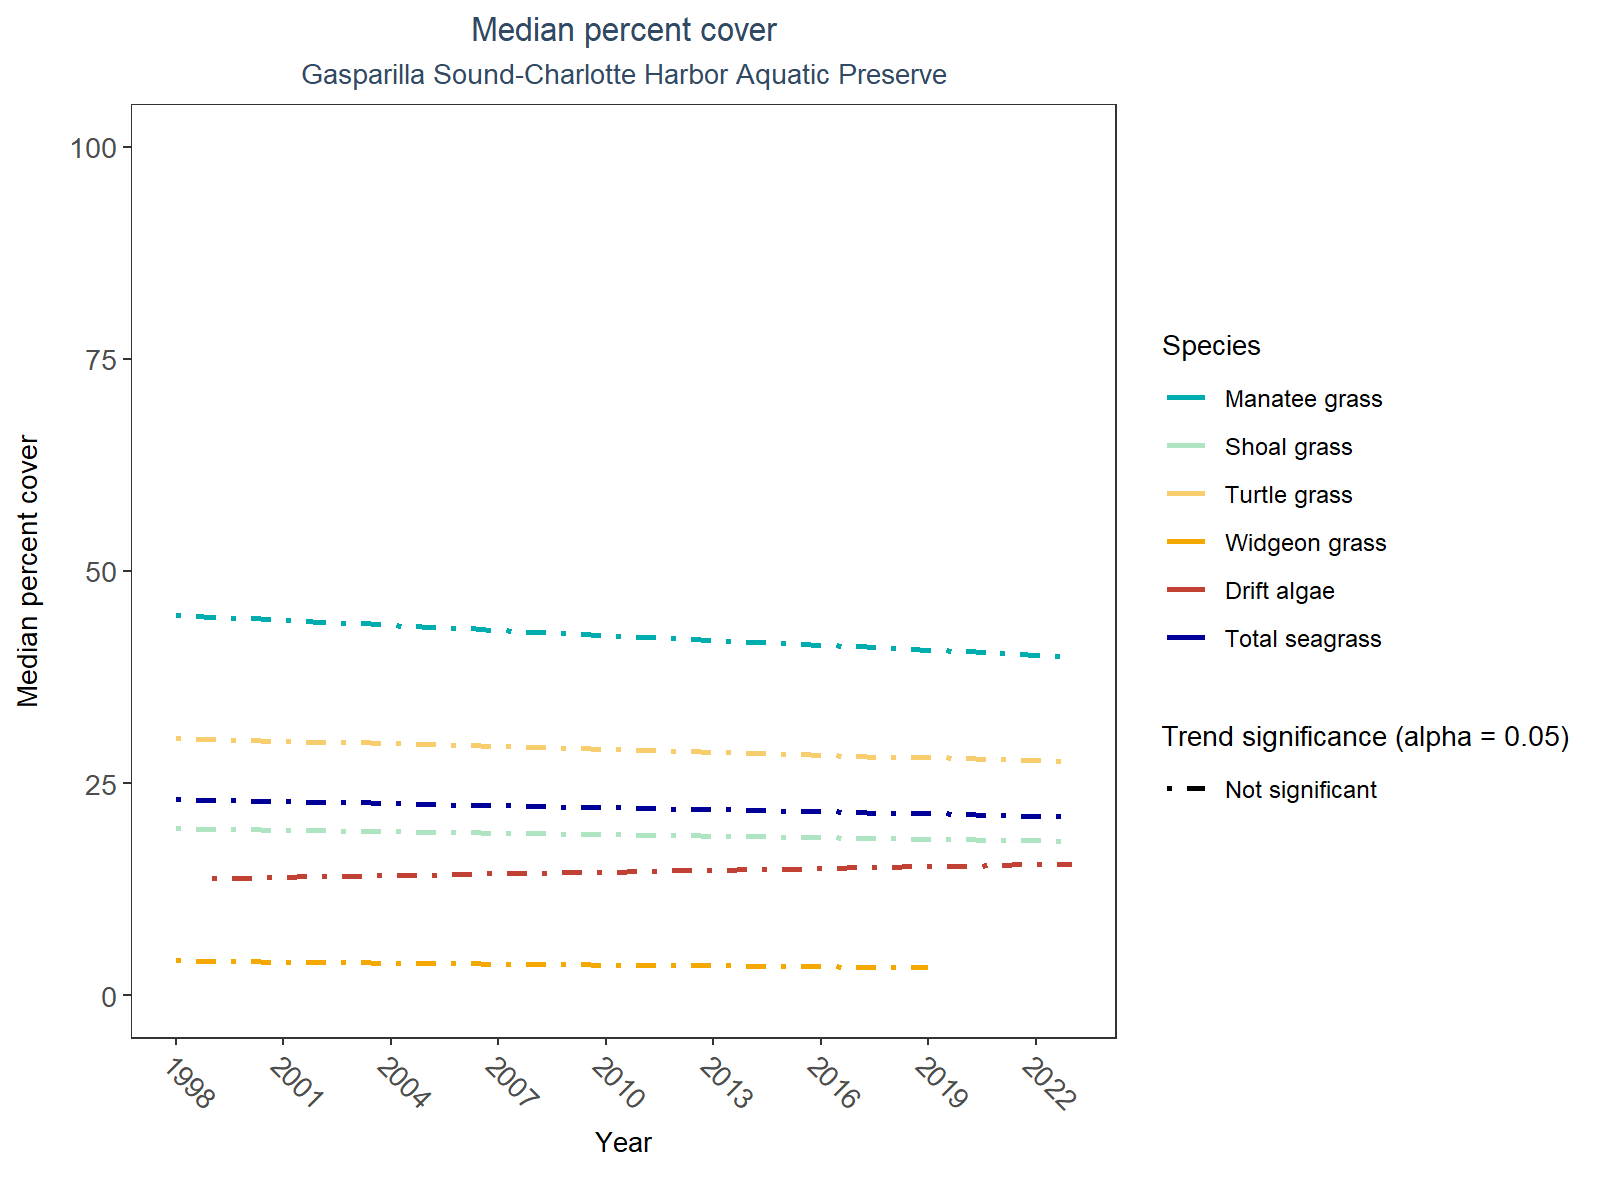 Median percent cover
Gasparilla Sound-Charlotte Harbor Aquatic Preserve
Median percent cover
100
75
50
25
0
1998
2001
2004
2007
2010
2013
2016
2019
2022
Year
Species
Manatee grass
Shoal grass
Turtle grass
Widgeon grass
Drift algae
Total seagrass
Trend significance (alpha = 0.05)
Not significant